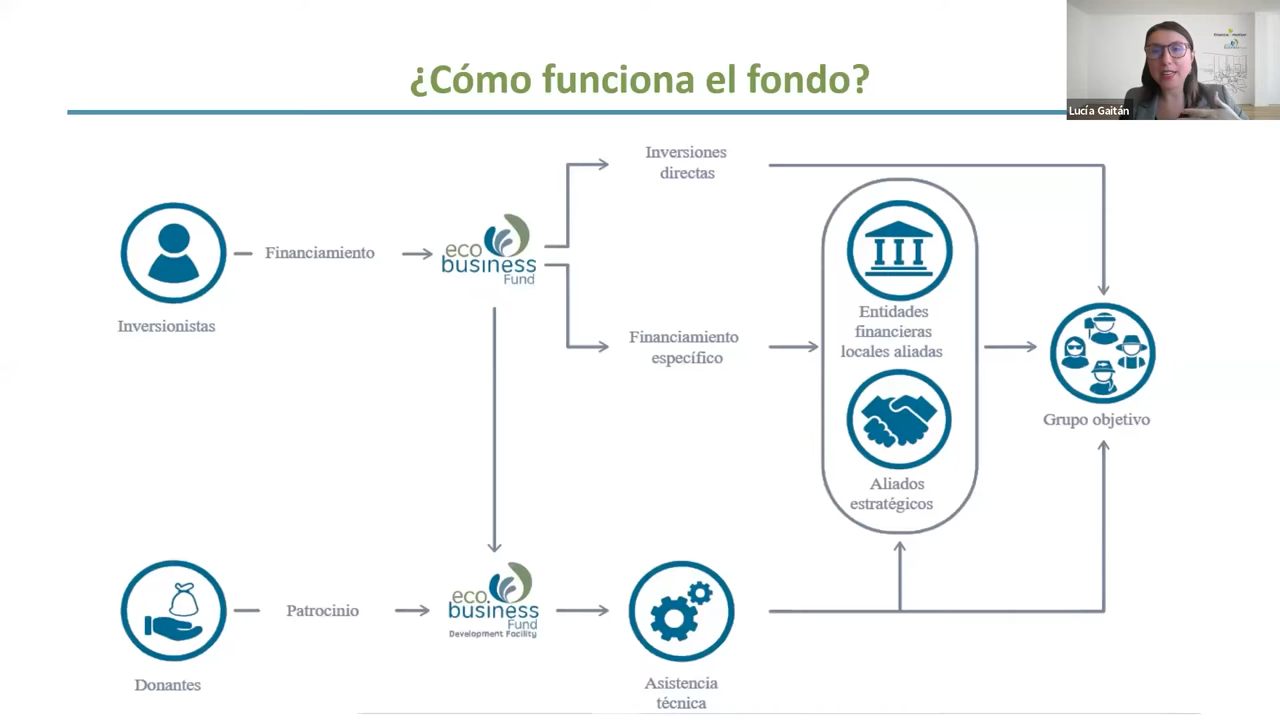 ¿Cómo funciona el fondo?
Lucía Gaitán
Inversiones
directas
Financiamiento
eco
business
Fund
Inversionistas
Financiamiento
específico
Entidades
financieras
locales aliadas
Grupo objetivo
Aliados
estratégicos
Patrocinio
eco.
business
Fund
Development Facility
Donantes
Asistencia
técnica